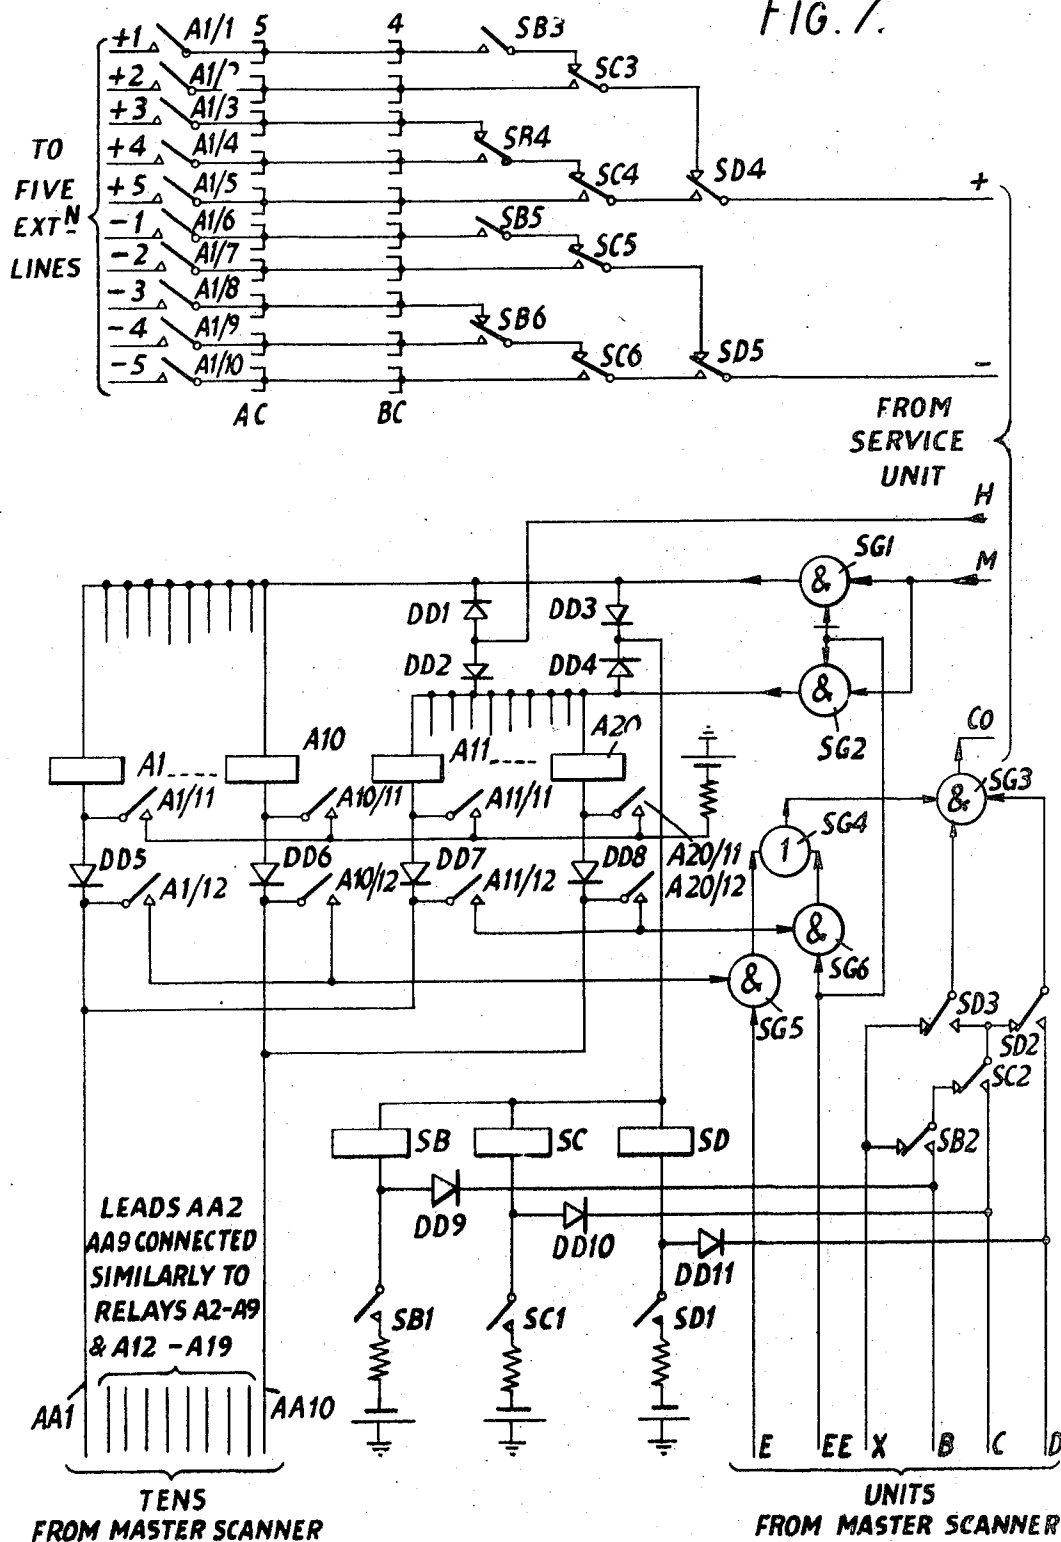 FIG. 7.
+1 A1/1 5 4 SB3
+2 SC3
+3 A1/3
+4 A1/4 SB4
+5 A1/5 SC4 SD4 +
-1 A1/6 SB5
-2 A1/7 SC5
-3 A1/8
-4 A1/9 SB6
-5 A1/10 SC6 SD5 -
TO
FIVE
EXTN
LINES
AC BC
FROM
SERVICE
UNIT
H
SG1
& M
DD1 DD3
DD2 DD4
&
SG2
CO
A1 A10 A11 A20
A1/11 A10/11 A11/11
& SG3
SG4
1
DD5 DD6 DD7 DD8 A20/11
A1/12 A10/12 A11/12 A20/12
&
SG6
&
SG5
SD3
SD2
SC2
SB2
SB SC SD
DD9
DD10
DD11
LEADS AA2
AA9 CONNECTED
SIMILARLY TO
RELAYS A2-A9
& A12 -A19
SB1 SC1 SD1
AA1 AA10
E EE X B C D
TENS
FROM MASTER SCANNER
UNITS
FROM MASTER SCANNER